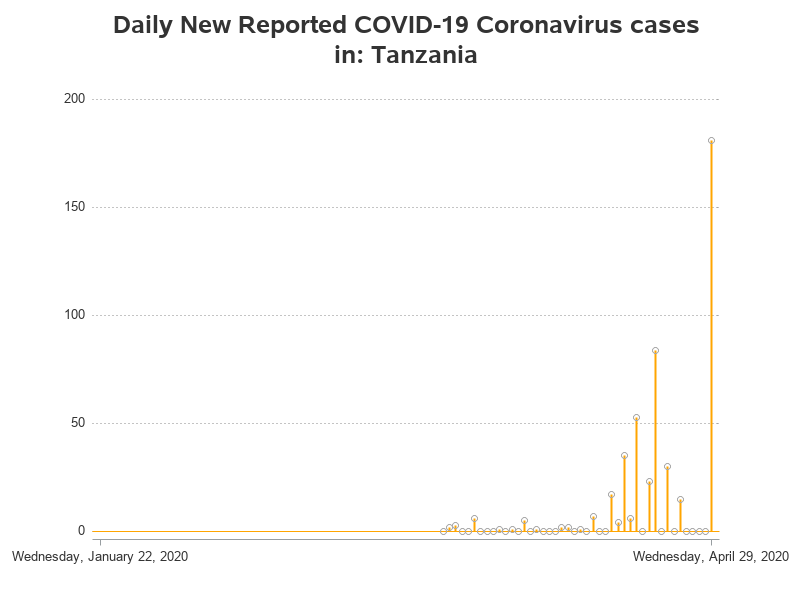 Daily New Reported COVID-19 Coronavirus cases
in: Tanzania
200
150
100
50
0
Wednesday, January 22, 2020 Wednesday, April 29, 2020